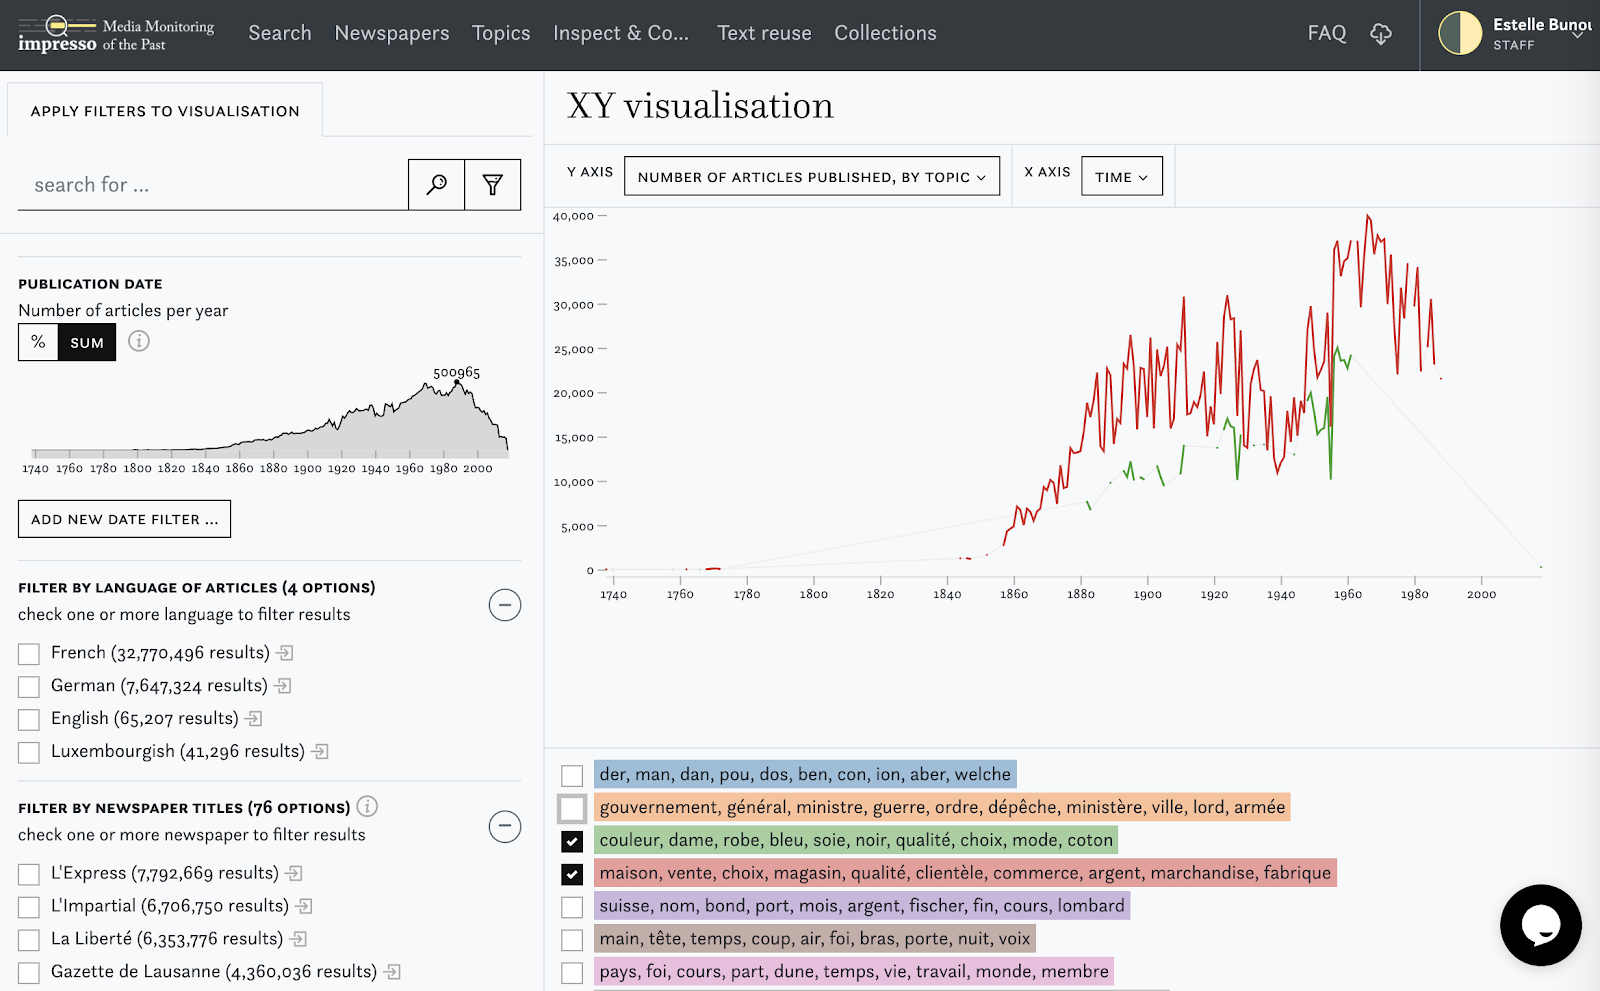 impresso
Media Monitoring
of the Past
Search
Newspapers
Topics
Inspect & Co...
Text reuse
Collections
FAQ
Estelle Bunou
STAFF
APPLY FILTERS TO VISUALISATION
search for ...
PUBLICATION DATE
Number of articles per year
%
SUM
500965
1740 1760 1780 1800 1820 1840 1860 1880 1900 1920 1940 1960 1980 2000
ADD NEW DATE FILTER ...
FILTER BY LANGUAGE OF ARTICLES (4 OPTIONS)
check one or more language to filter results
French (32,770,496 results)
German (7,647,324 results)
English (65,207 results)
Luxembourgish (41,296 results)
FILTER BY NEWSPAPER TITLES (76 OPTIONS)
check one or more newspaper to filter results
L'Express (7,792,669 results)
L'Impartial (6,706,750 results)
La Liberté (6,353,776 results)
Gazette de Lausanne (4,360,036 results)
XY visualisation
Y AXIS
NUMBER OF ARTICLES PUBLISHED, BY TOPIC
X AXIS
TIME
40,000
35,000
30,000
25,000
20,000
15,000
10,000
5,000
0
1740 1760 1780 1800 1820 1840 1860 1880 1900 1920 1940 1960 1980 2000
der, man, dan, pou, dos, ben, con, ion, aber, welche
gouvernement, général, ministre, guerre, ordre, dépêche, ministère, ville, lord, armée
couleur, dame, robe, bleu, soie, noir, qualité, choix, mode, coton
maison, vente, choix, magasin, qualité, clientèle, commerce, argent, marchandise, fabrique
suisse, nom, bond, port, mois, argent, fischer, fin, cours, lombard
main, tête, temps, coup, air, foi, bras, porte, nuit, voix
pays, foi, cours, part, dune, temps, vie, travail, monde, membre